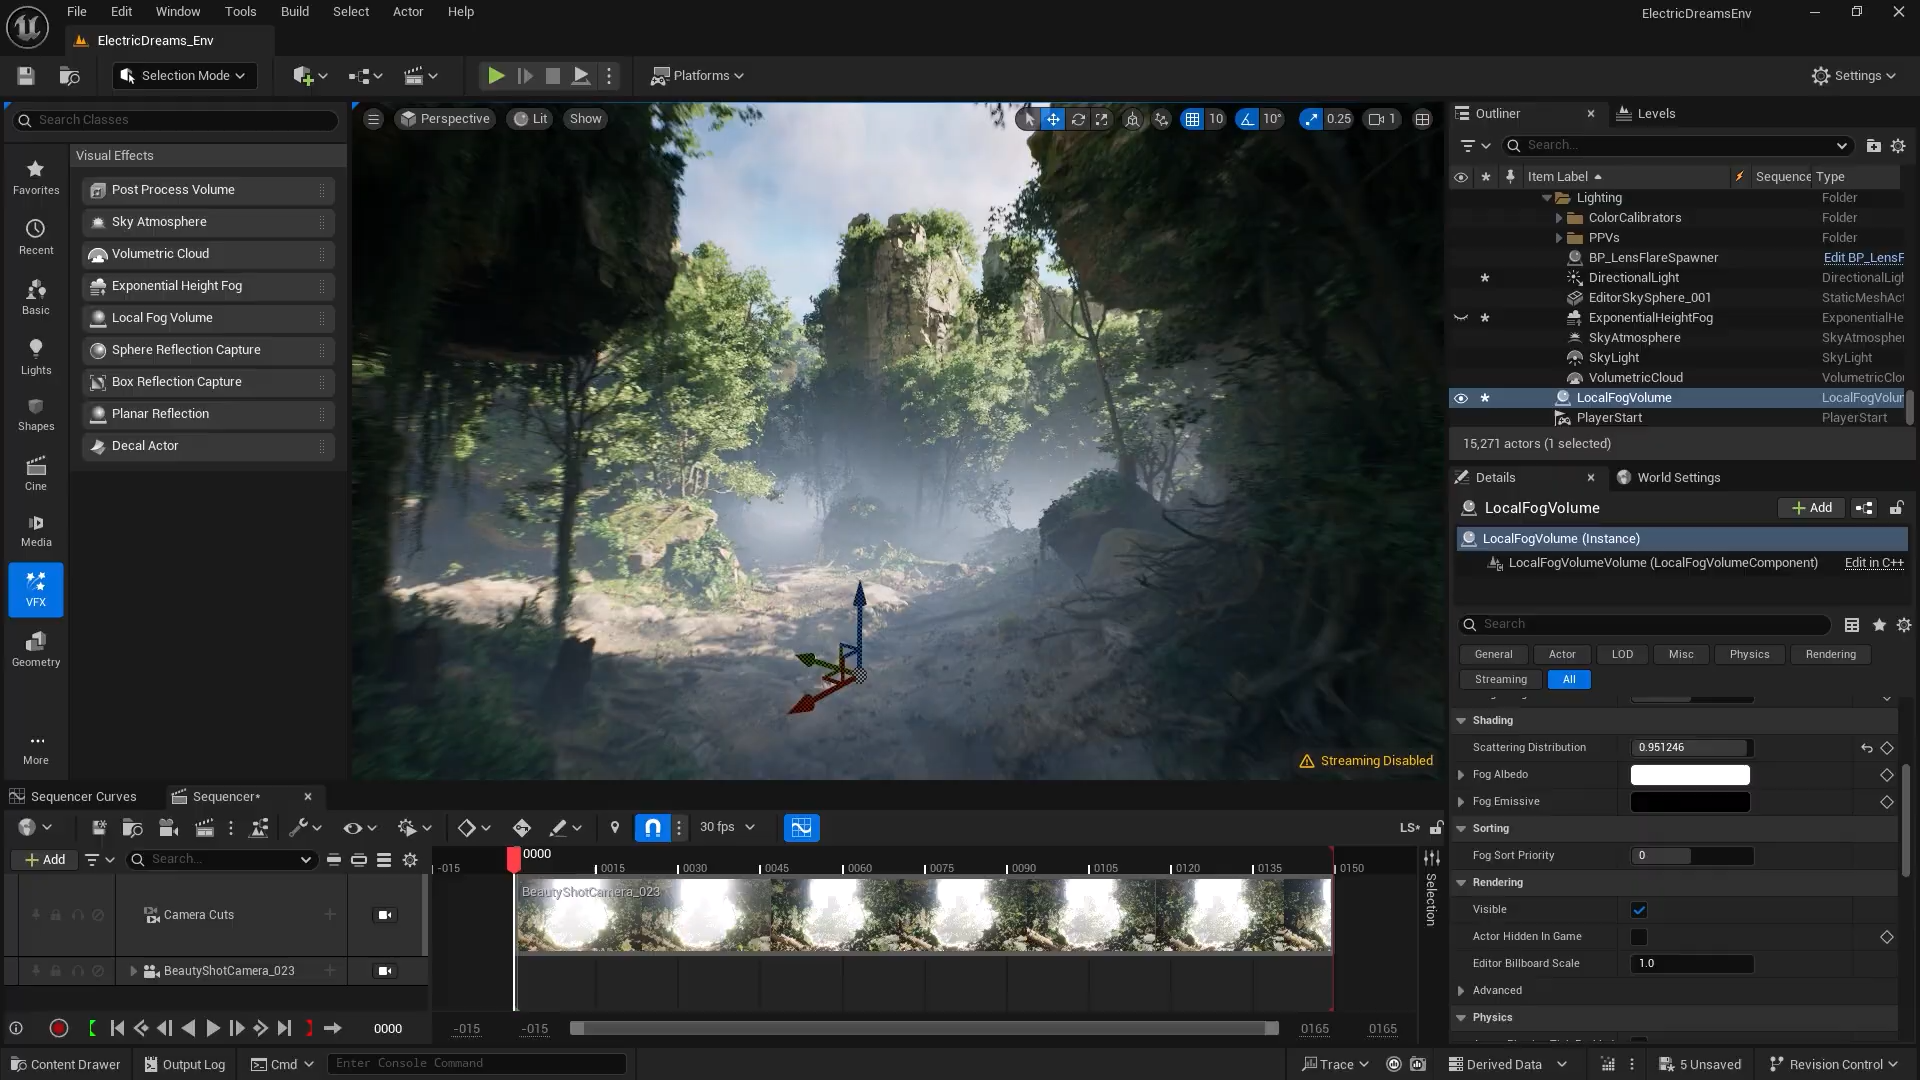 File Edit Window Tools Build Select Actor Help
ElectricDreamsEnv
ElectricDreams_Env
Selection Mode
Platforms
Settings
Search Classes
Visual Effects
Post Process Volume
Sky Atmosphere
Volumetric Cloud
Exponential Height Fog
Local Fog Volume
Sphere Reflection Capture
Box Reflection Capture
Planar Reflection
Decal Actor
Favorites
Recent
Basic
Lights
Shapes
Cine
Media
VFX
Geometry
More
Perspective Lit Show
10 10° 0.25 1
Streaming Disabled
Outliner Levels
Search...
Item Label Sequence Type
Lighting Folder
ColorCalibrators Folder
PPVs Folder
BP_LensFlareSpawner Edit BP_LensF
DirectionalLight DirectionalLigh
EditorSkySphere_001 StaticMeshAct
ExponentialHeightFog ExponentialHe
SkyAtmosphere SkyAtmospher
SkyLight SkyLight
VolumetricCloud VolumetricClou
LocalFogVolume LocalFogVolum
PlayerStart PlayerStart
15,271 actors (1 selected)
Details World Settings
LocalFogVolume Add
LocalFogVolume (Instance)
LocalFogVolumeVolume (LocalFogVolumeComponent) Edit in C++
Search
General Actor LOD Misc Physics Rendering
Streaming All
Shading
Scattering Distribution 0.951246
Fog Albedo
Fog Emissive
Sorting
Fog Sort Priority 0
Rendering
Visible
Actor Hidden In Game
Editor Billboard Scale 1.0
Advanced
Physics
Sequencer Curves Sequencer*
30 fps
LS*
Add Search...
-015 0000 0015 0030 0045 0060 0075 0090 0105 0120 0135 0150
BeautyShotCamera_023
Camera Cuts
BeautyShotCamera_023
Selection
0000 -015 -015 0165 0165
Content Drawer Output Log Cmd Enter Console Command Trace Derived Data 5 Unsaved Revision Control